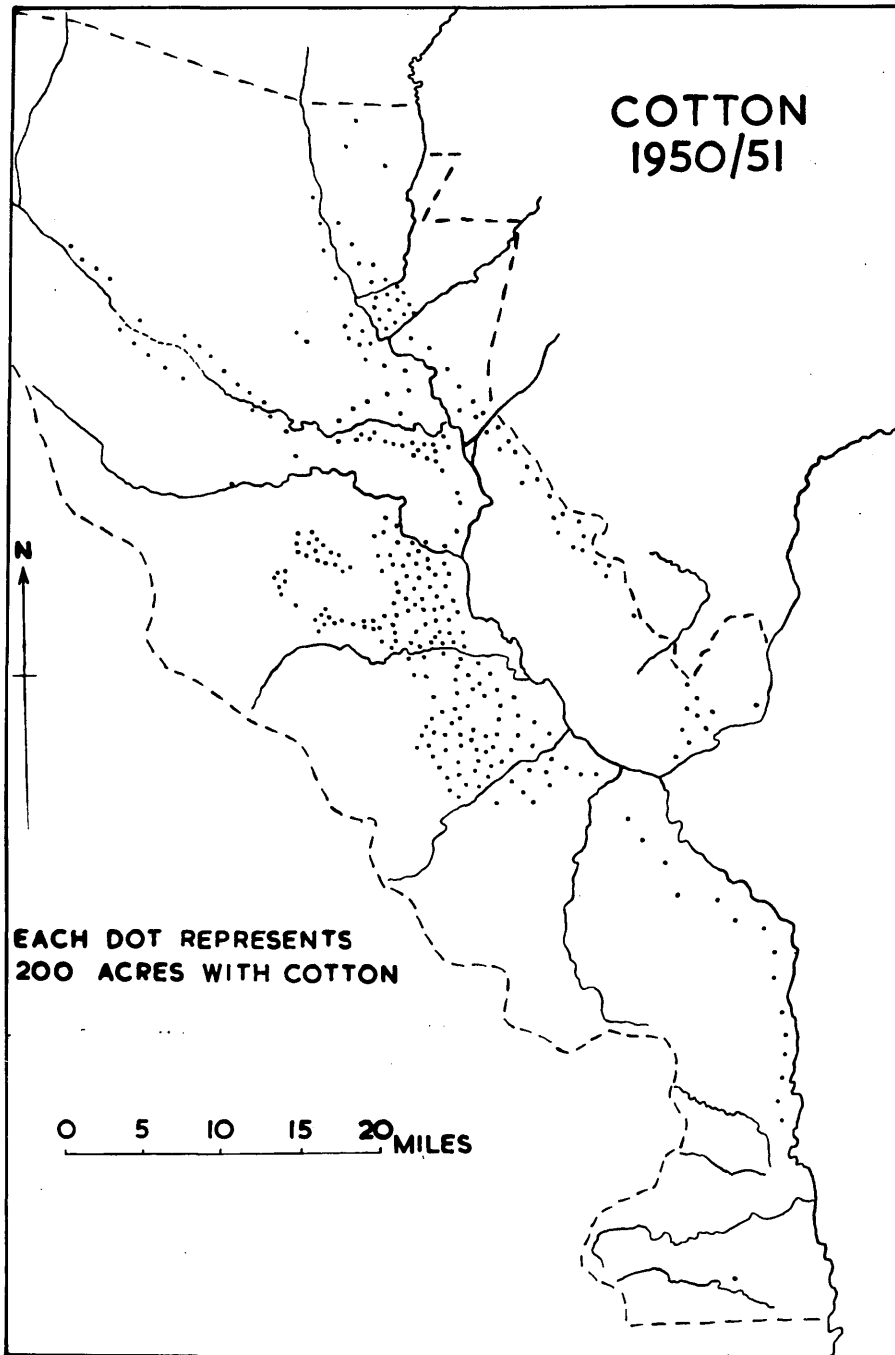 COTTON
1950/51
N
EACH DOT REPRESENTS
200 ACRES WITH COTTON
0 5 10 15 20 MILES